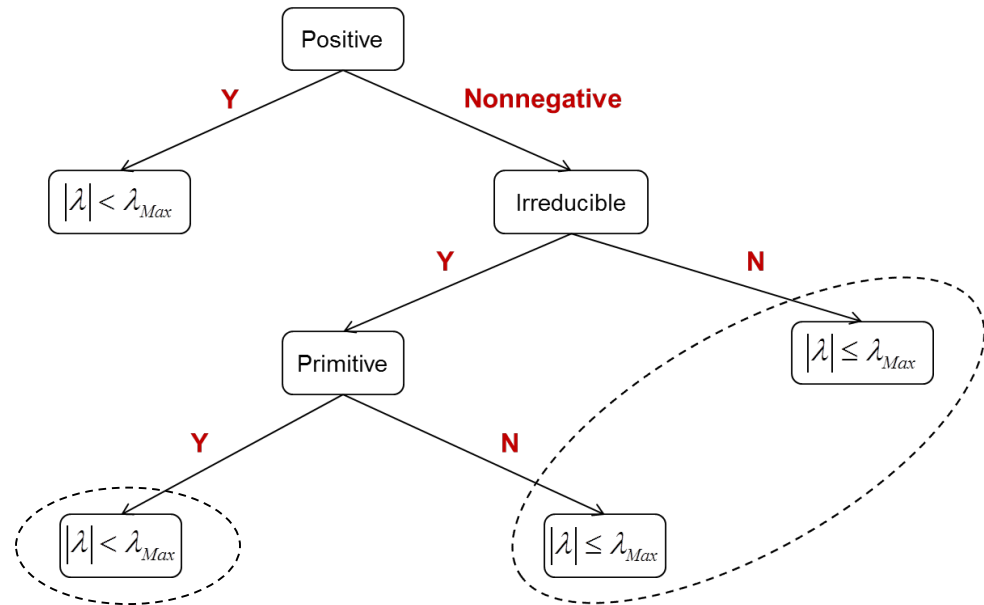 Positive
Y
Nonnegative
|λ| < λ_Max
Irreducible
Y
N
Primitive
|λ| ≤ λ_Max
Y
N
|λ| < λ_Max
|λ| ≤ λ_Max